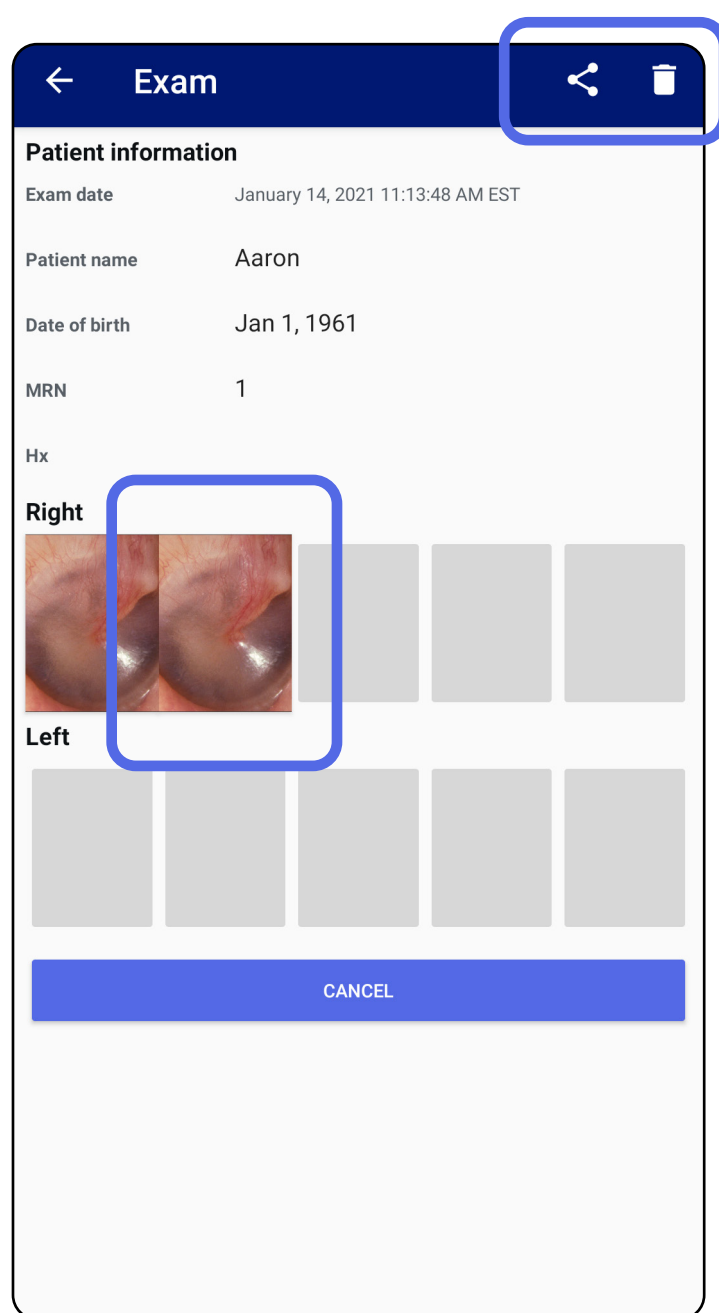 Exam
Patient information
Exam date January 14, 2021 11:13:48 AM EST
Patient name Aaron
Date of birth Jan 1, 1961
MRN 1
Hx
Right
Left
CANCEL